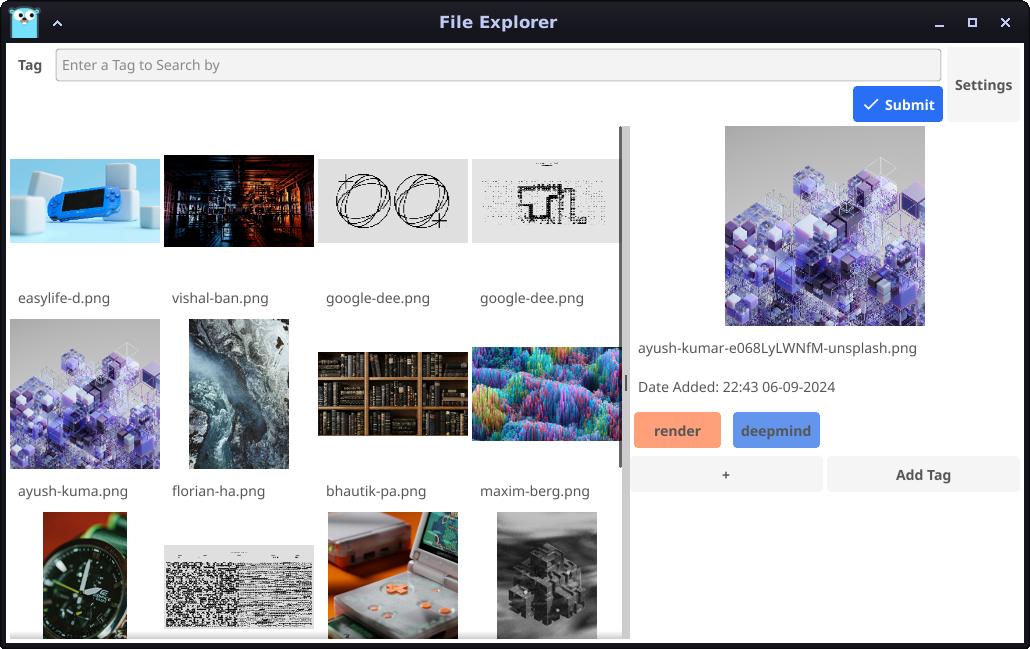 File Explorer
Tag
Enter a Tag to Search by
Settings
Submit
easylife-d.png
vishal-ban.png
google-dee.png
google-dee.png
ayush-kuma.png
florian-ha.png
bhautik-pa.png
maxim-berg.png
ayush-kumar-e068LyLWNfM-unsplash.png
Date Added: 22:43 06-09-2024
render
deepmind
+
Add Tag